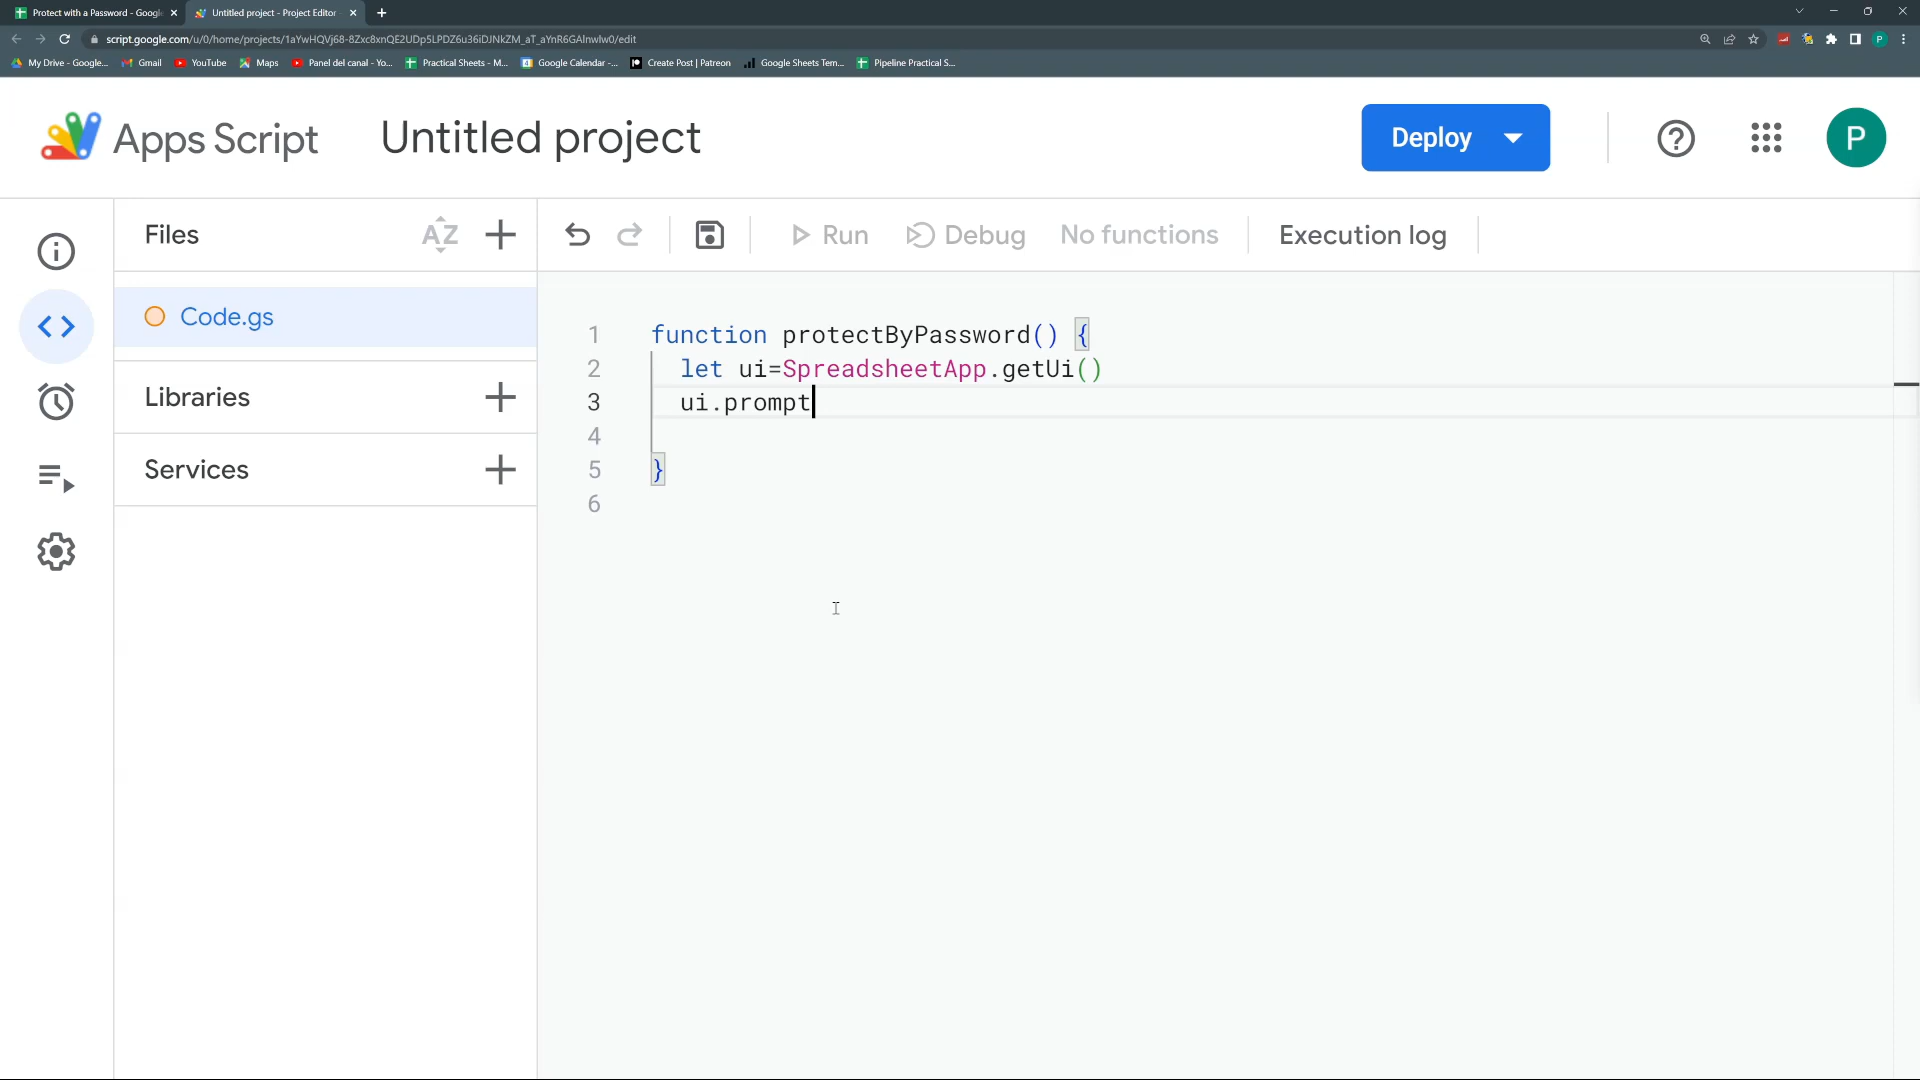 Protect with a Password - Googl
Untitled project - Project Editor
script.google.com/u/0/home/projects/1aYwHQVj68-8Zxc8xnQE2UDp5LPDZ6u36iDJNkZM_aT_aYnR6GAlnwlw0/edit
My Drive - Google...
Gmail
YouTube
Maps
Panel del canal - Yo...
Practical Sheets - M...
Google Calendar -...
Create Post | Patreon
Google Sheets Tem...
Pipeline Practical S...
Apps Script
Untitled project
Deploy
P
Files
AZ
Run
Debug
No functions
Execution log
Code.gs
Libraries
Services
1 function protectByPassword() {
2 let ui=SpreadsheetApp.getUi()
3 ui.prompt
4
5 }
6